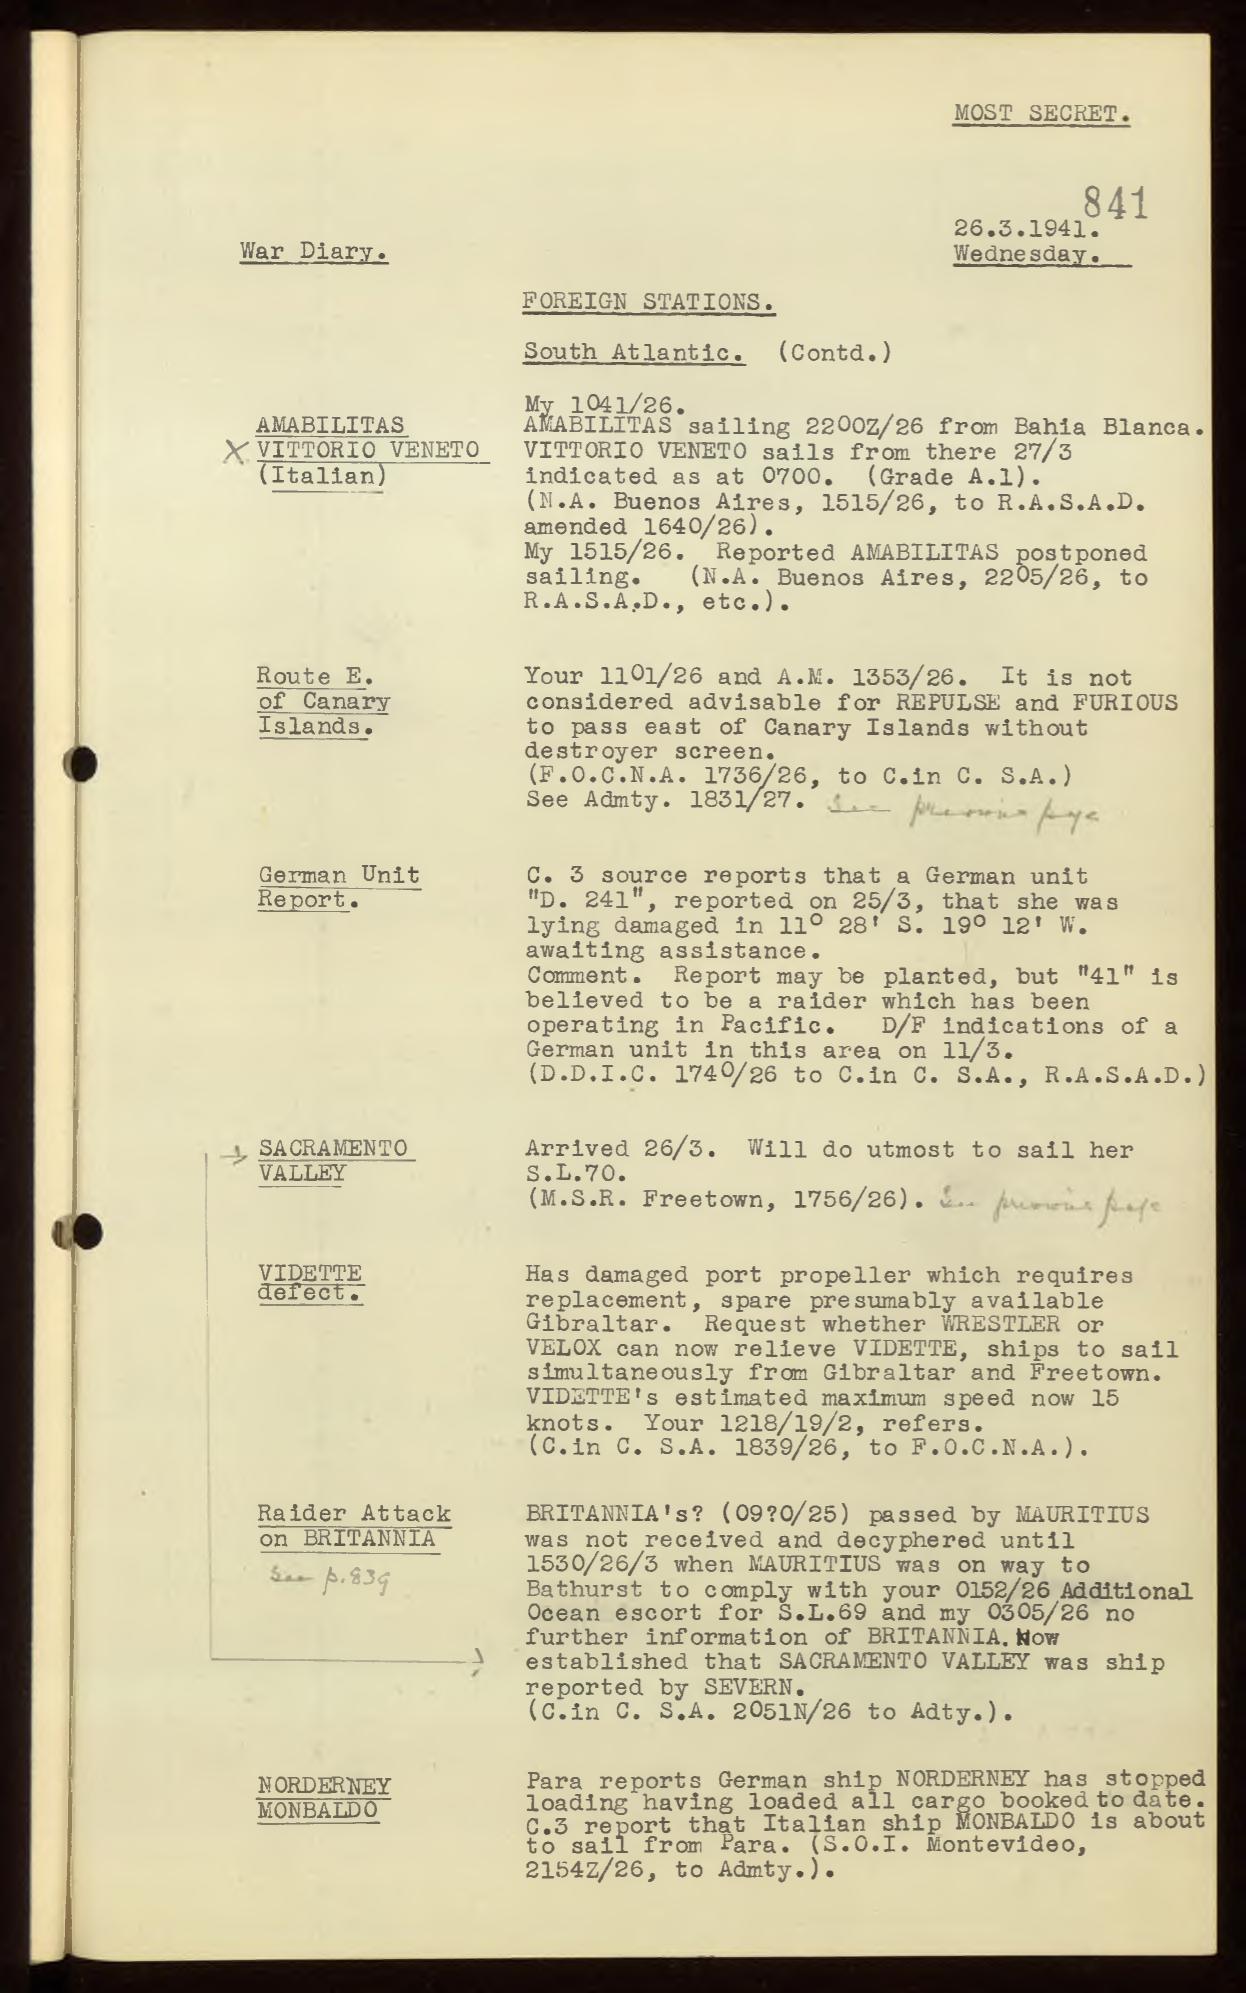 MOST SECRET.
841
26.3.1941.
War Diary.
Wednesday.
FOREIGN STATIONS.
South Atlantic. (Contd.)
AMABILITAS
X VITTORIO VENETO
(Italian)
My 1041/26.
AMABILITAS sailing 2200Z/26 from Bahia Blanca.
VITTORIO VENETO sails from there 27/3
indicated as at 0700. (Grade A.1).
(N.A. Buenos Aires, 1515/26, to R.A.S.A.D.
amended 1640/26).
My 1515/26. Reported AMABILITAS postponed
sailing. (N.A. Buenos Aires, 2205/26, to
R.A.S.A.D., etc.).
Route E.
of Canary
Islands.
Your 1101/26 and A.M. 1353/26. It is not
considered advisable for REPULSE and FURIOUS
to pass east of Canary Islands without
destroyer screen.
(F.O.C.N.A. 1736/26, to C.in C. S.A.)
See Admty. 1831/27. See previous page
German Unit
Report.
C. 3 source reports that a German unit
"D. 241", reported on 25/3, that she was
lying damaged in 11° 28' S. 19° 12' W.
awaiting assistance.
Comment. Report may be planted, but "41" is
believed to be a raider which has been
operating in Pacific. D/F indications of a
German unit in this area on 11/3.
(D.D.I.C. 1740/26 to C.in C. S.A., R.A.S.A.D.)
SACRAMENTO
VALLEY
Arrived 26/3. Will do utmost to sail her
S.L.70.
(M.S.R. Freetown, 1756/26). See previous page
VIDETTE
defect.
Has damaged port propeller which requires
replacement, spare presumably available
Gibraltar. Request whether WRESTLER or
VELOX can now relieve VIDETTE, ships to sail
simultaneously from Gibraltar and Freetown.
VIDETTE's estimated maximum speed now 15
knots. Your 1218/19/2, refers.
(C.in C. S.A. 1839/26, to F.O.C.N.A.).
Raider Attack
on BRITANNIA
See p.839
BRITANNIA's? (09?0/25) passed by MAURITIUS
was not received and decyphered until
1530/26/3 when MAURITIUS was on way to
Bathurst to comply with your 0152/26 Additional
Ocean escort for S.L.69 and my 0305/26 no
further information of BRITANNIA. Now
established that SACRAMENTO VALLEY was ship
reported by SEVERN.
(C.in C. S.A. 2051N/26 to Adty.).
NORDERNEY
MONBALDO
Para reports German ship NORDERNEY has stopped
loading having loaded all cargo booked to date.
C.3 report that Italian ship MONBALDO is about
to sail from Para. (S.O.I. Montevideo,
2154Z/26, to Admty.).